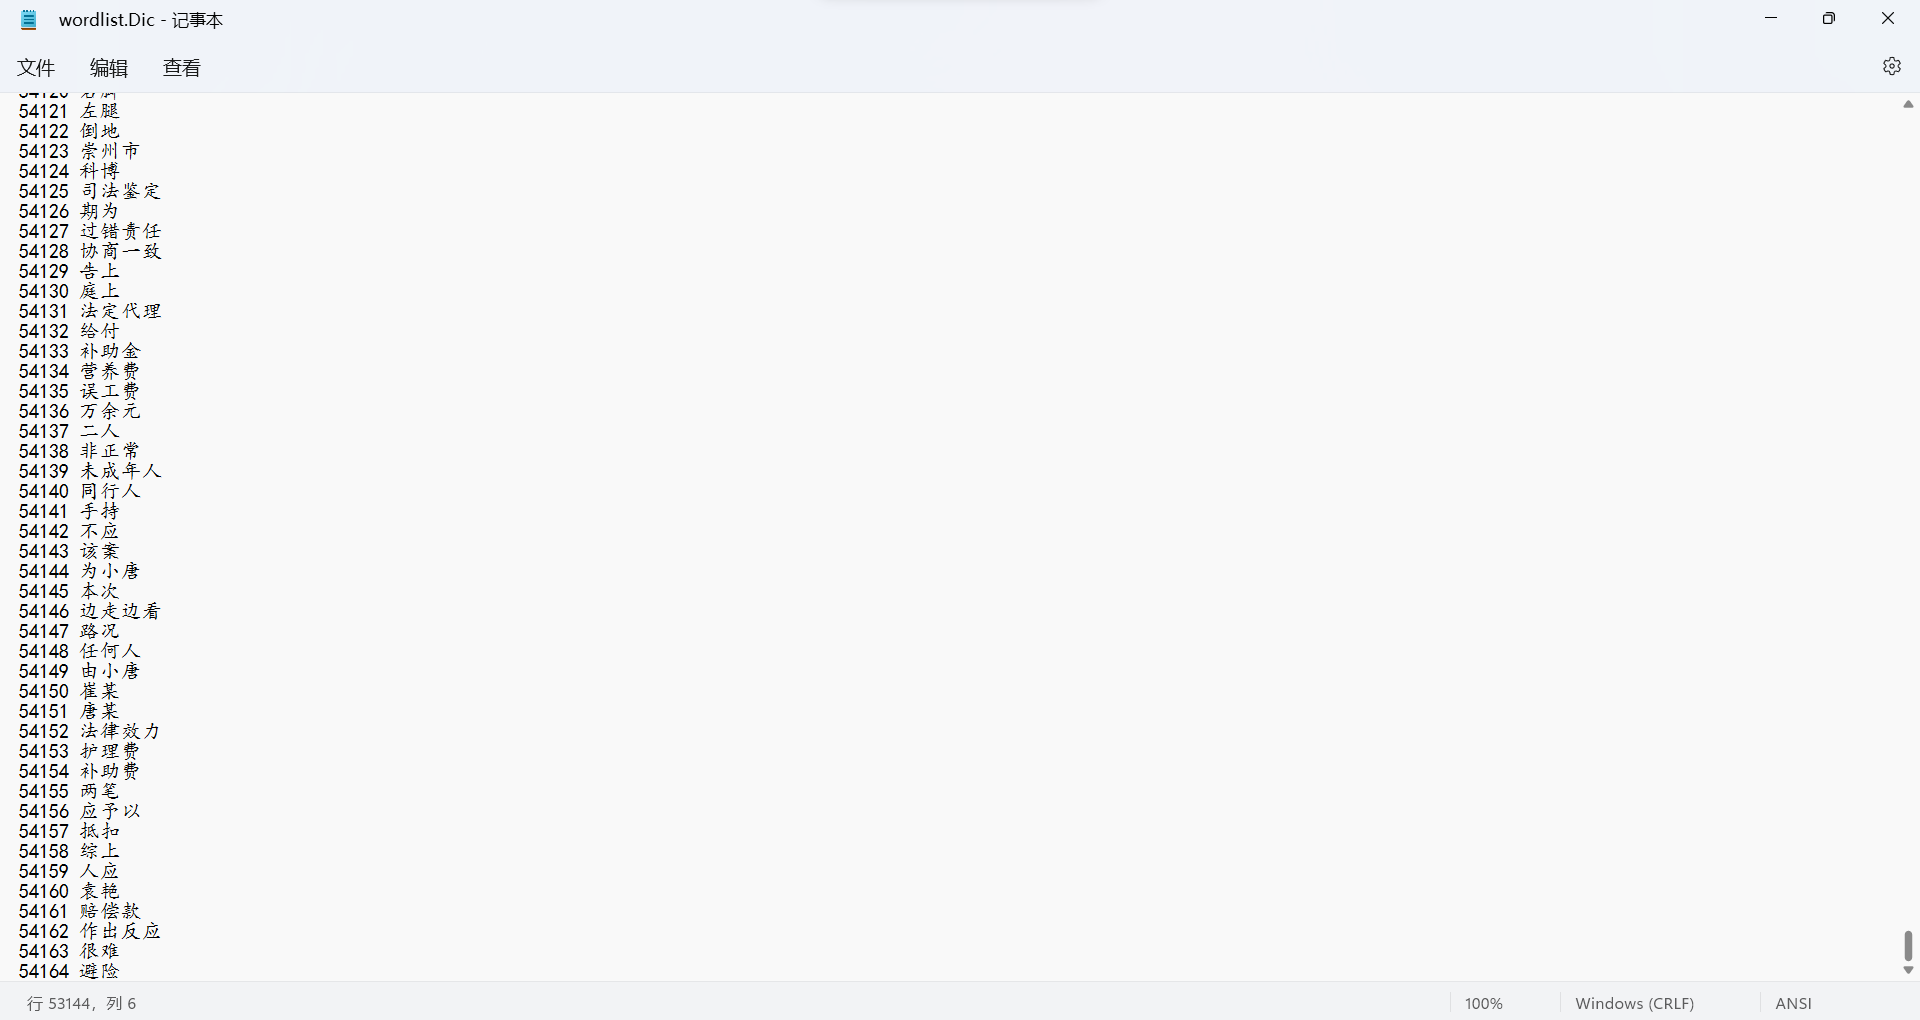 wordlist.Dic - 记事本
文件 编辑 查看
54121 左腿
54122 倒地
54123 崇州市
54124 科博
54125 司法鉴定
54126 期为
54127 过错责任
54128 协商一致
54129 告上
54130 庭上
54131 法定代理
54132 给付
54133 补助金
54134 营养费
54135 误工费
54136 万余元
54137 二人
54138 非正常
54139 未成年人
54140 同行人
54141 手持
54142 不应
54143 该案
54144 为小唐
54145 本次
54146 边走边看
54147 路况
54148 任何人
54149 由小唐
54150 崔某
54151 唐某
54152 法律效力
54153 护理费
54154 补助费
54155 两笔
54156 应予以
54157 抵扣
54158 综上
54159 人应
54160 袁艳
54161 赔偿款
54162 作出反应
54163 很难
54164 避险
行 53144，列 6 100% Windows (CRLF) ANSI